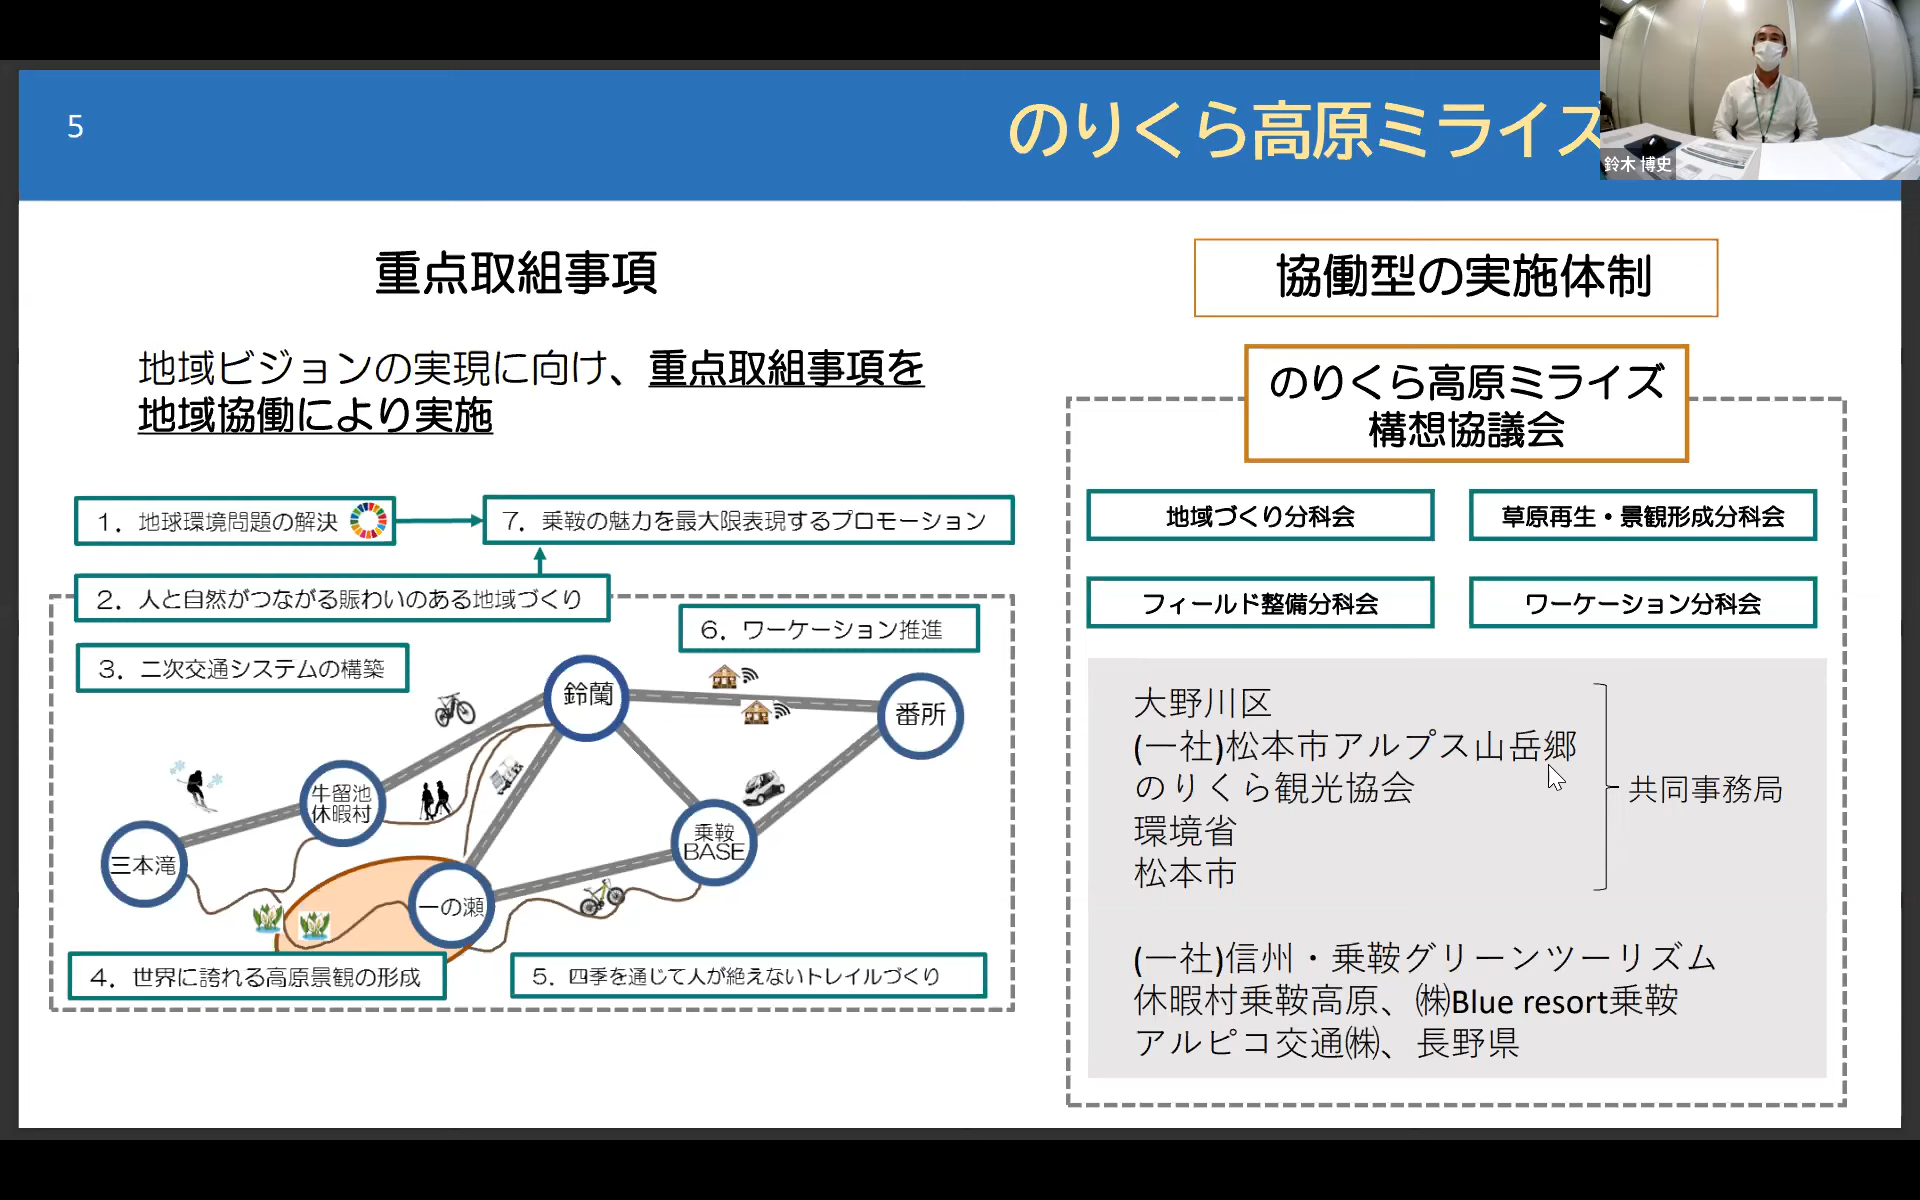 5
のりくら高原ミライズ
鈴木 博史
重点取組事項
地域ビジョンの実現に向け、重点取組事項を
地域協働により実施
1. 地球環境問題の解決
7. 乗鞍の魅力を最大限表現するプロモーション
2. 人と自然がつながる賑わいのある地域づくり
6. ワーケーション推進
3. 二次交通システムの構築
鈴蘭
番所
牛留池
休暇村
乗鞍
BASE
三本滝
一の瀬
4. 世界に誇れる高原景観の形成
5. 四季を通じて人が絶えないトレイルづくり
協働型の実施体制
のりくら高原ミライズ
構想協議会
地域づくり分科会
草原再生・景観形成分科会
フィールド整備分科会
ワーケーション分科会
大野川区
(一社)松本市アルプス山岳郷
のりくら観光協会
環境省
松本市
共同事務局
(一社)信州・乗鞍グリーンツーリズム
休暇村乗鞍高原、㈱Blue resort乗鞍
アルピコ交通㈱、長野県